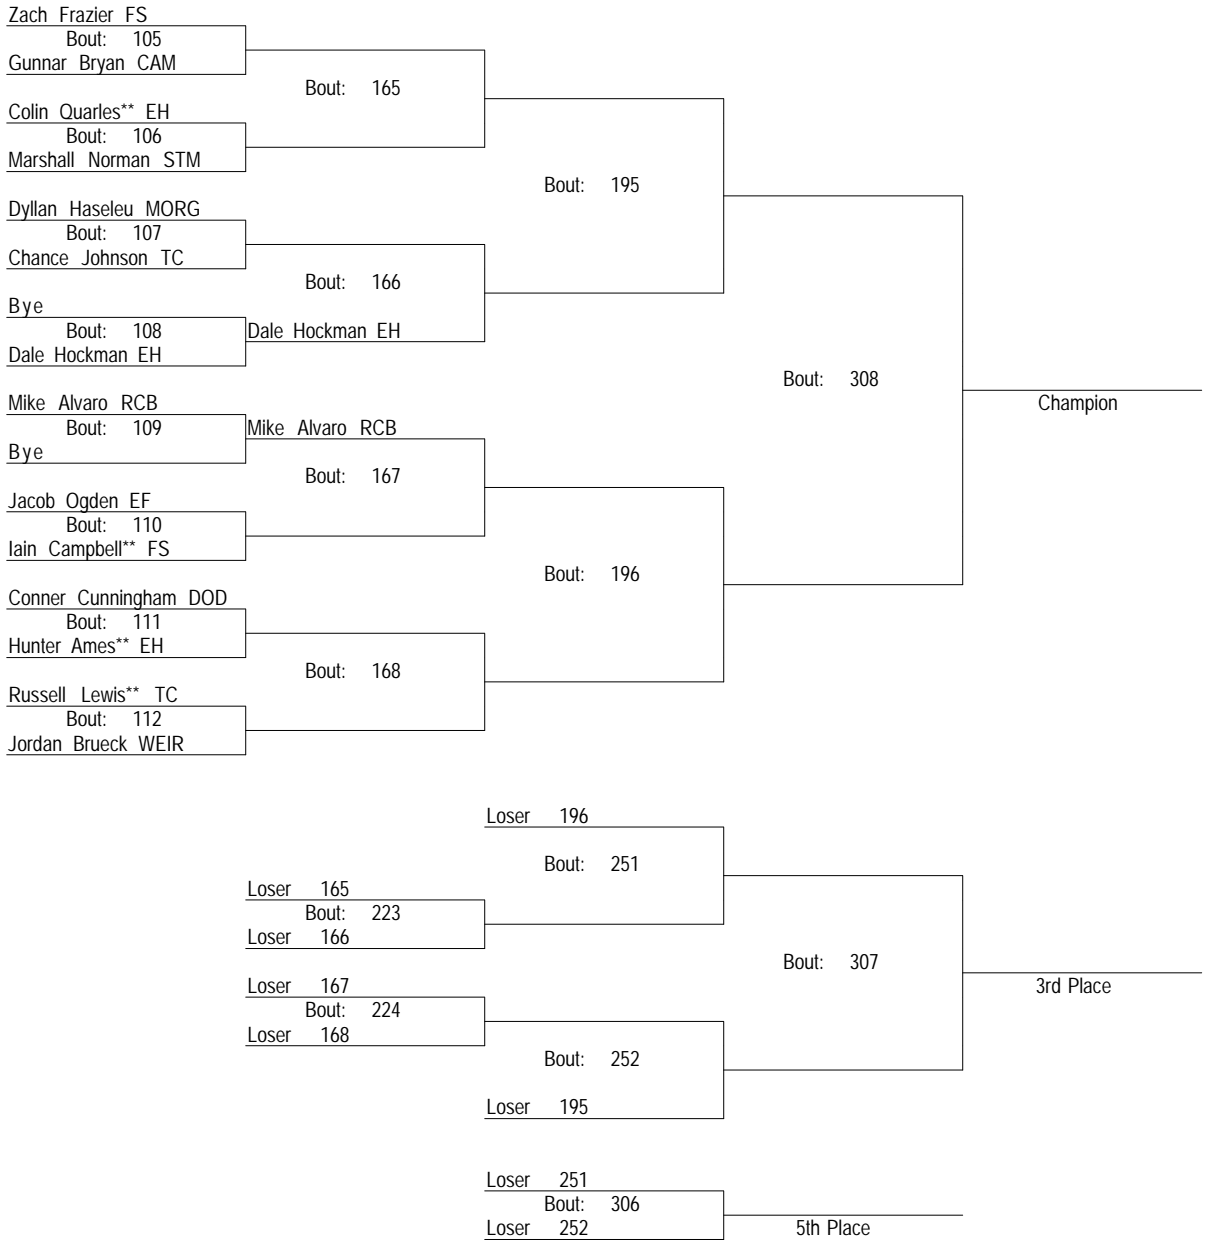 Zach Frazier FS
Bout: 105
Gunnar Bryan CAM
Bout: 165
Colin Quarles** EH
Bout: 106
Marshall Norman STM
Bout: 195
Dyllan Haseleu MORG
Bout: 107
Chance Johnson TC
Bout: 166
Bye
Bout: 108
Dale Hockman EH
Dale Hockman EH
Bout: 308
Champion
Mike Alvaro RCB
Bout: 109
Mike Alvaro RCB
Bye
Bout: 167
Jacob Ogden EF
Bout: 110
Iain Campbell** FS
Bout: 196
Conner Cunningham DOD
Bout: 111
Hunter Ames** EH
Bout: 168
Russell Lewis** TC
Bout: 112
Jordan Brueck WEIR
Loser 196
Bout: 251
Loser 165
Bout: 223
Loser 166
Bout: 307
3rd Place
Loser 167
Bout: 224
Loser 168
Bout: 252
Loser 195
Loser 251
Bout: 306
Loser 252
5th Place